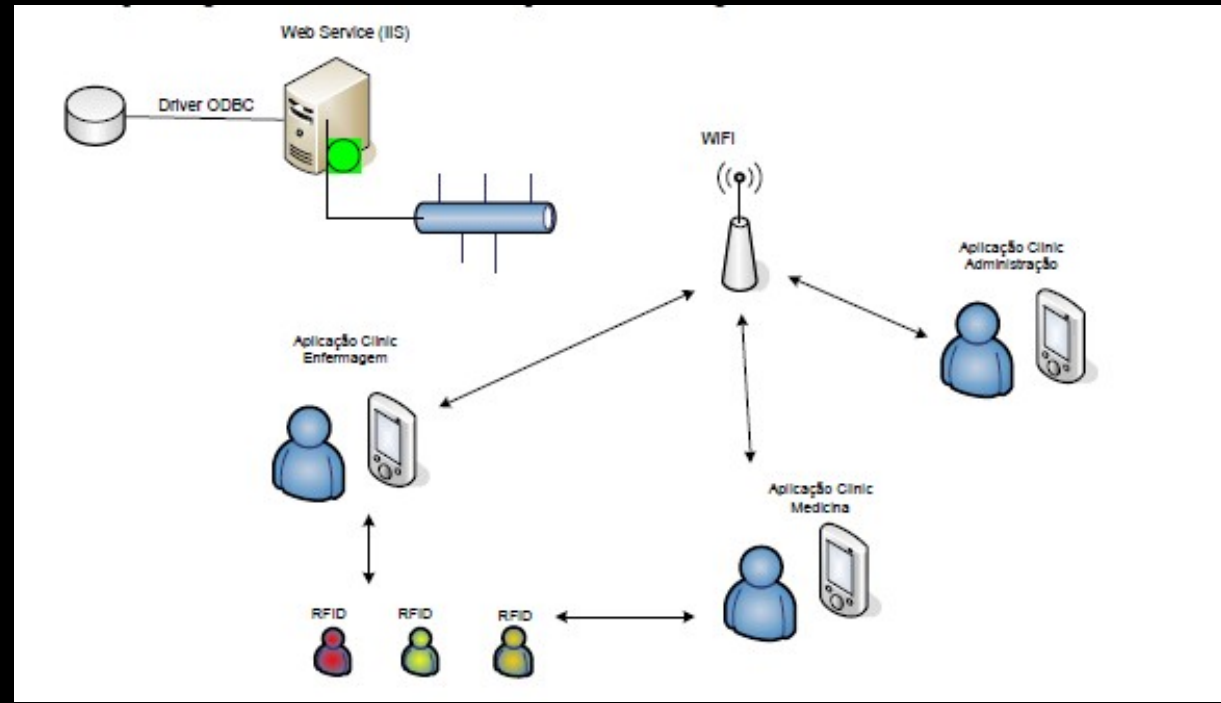 Web Service (IIS)
Driver ODBC
WIFI
Aplicação Clinic
Administração
Aplicação Clinic
Enfermagem
Aplicação Clinic
Medicina
RFID
RFID
RFID